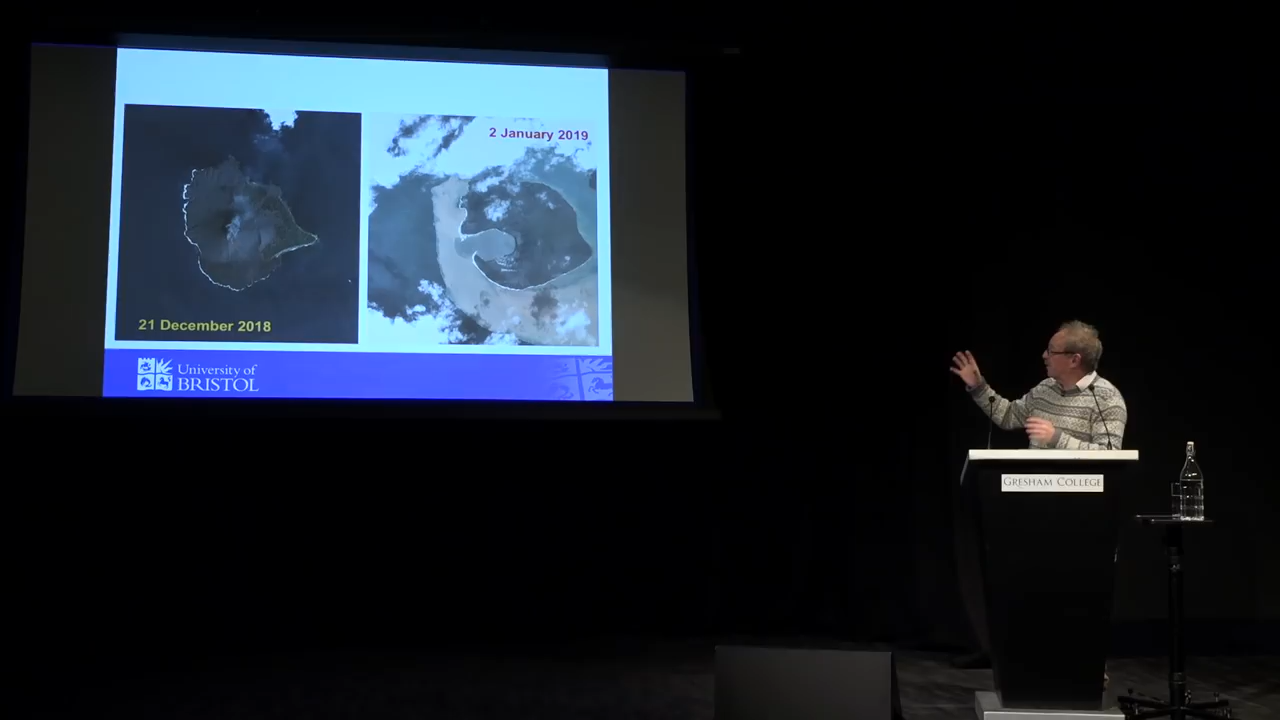 2 January 2019
21 December 2018
University of
BRISTOL
GRESHAM COLLEGE